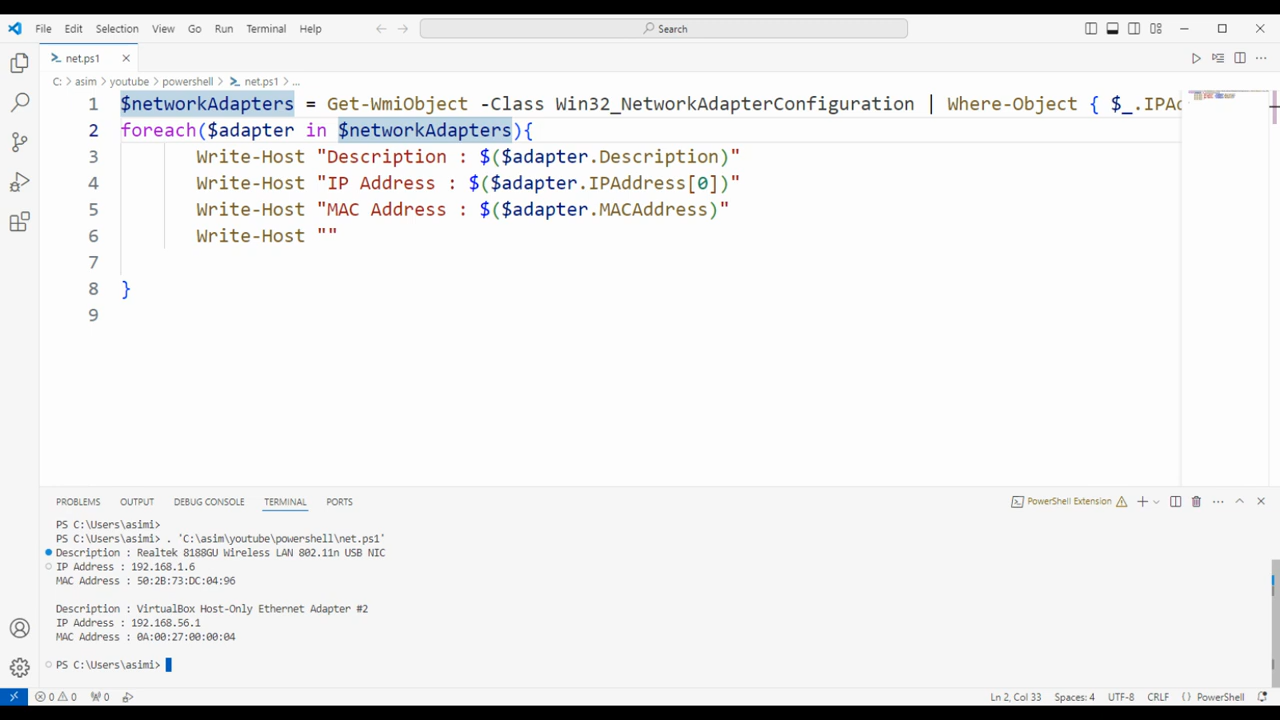 File Edit Selection View Go Run Terminal Help Search
net.ps1
C: > asim > youtube > powershell > net.ps1 > ...
1 $networkAdapters = Get-WmiObject -Class Win32_NetworkAdapterConfiguration | Where-Object { $_.IPAd
2 foreach($adapter in $networkAdapters){
3 Write-Host "Description : $($adapter.Description)"
4 Write-Host "IP Address : $($adapter.IPAddress[0])"
5 Write-Host "MAC Address : $($adapter.MACAddress)"
6 Write-Host ""
7
8 }
9
PROBLEMS OUTPUT DEBUG CONSOLE TERMINAL PORTS PowerShell Extension
PS C:\Users\asimi>
PS C:\Users\asimi> . 'C:\asim\youtube\powershell\net.ps1'
Description : Realtek 8188GU Wireless LAN 802.11n USB NIC
IP Address : 192.168.1.6
MAC Address : 50:2B:73:DC:04:96
Description : VirtualBox Host-Only Ethernet Adapter #2
IP Address : 192.168.56.1
MAC Address : 0A:00:27:00:00:04
PS C:\Users\asimi>
0 0 0 Ln 2, Col 33 Spaces: 4 UTF-8 CRLF { } PowerShell